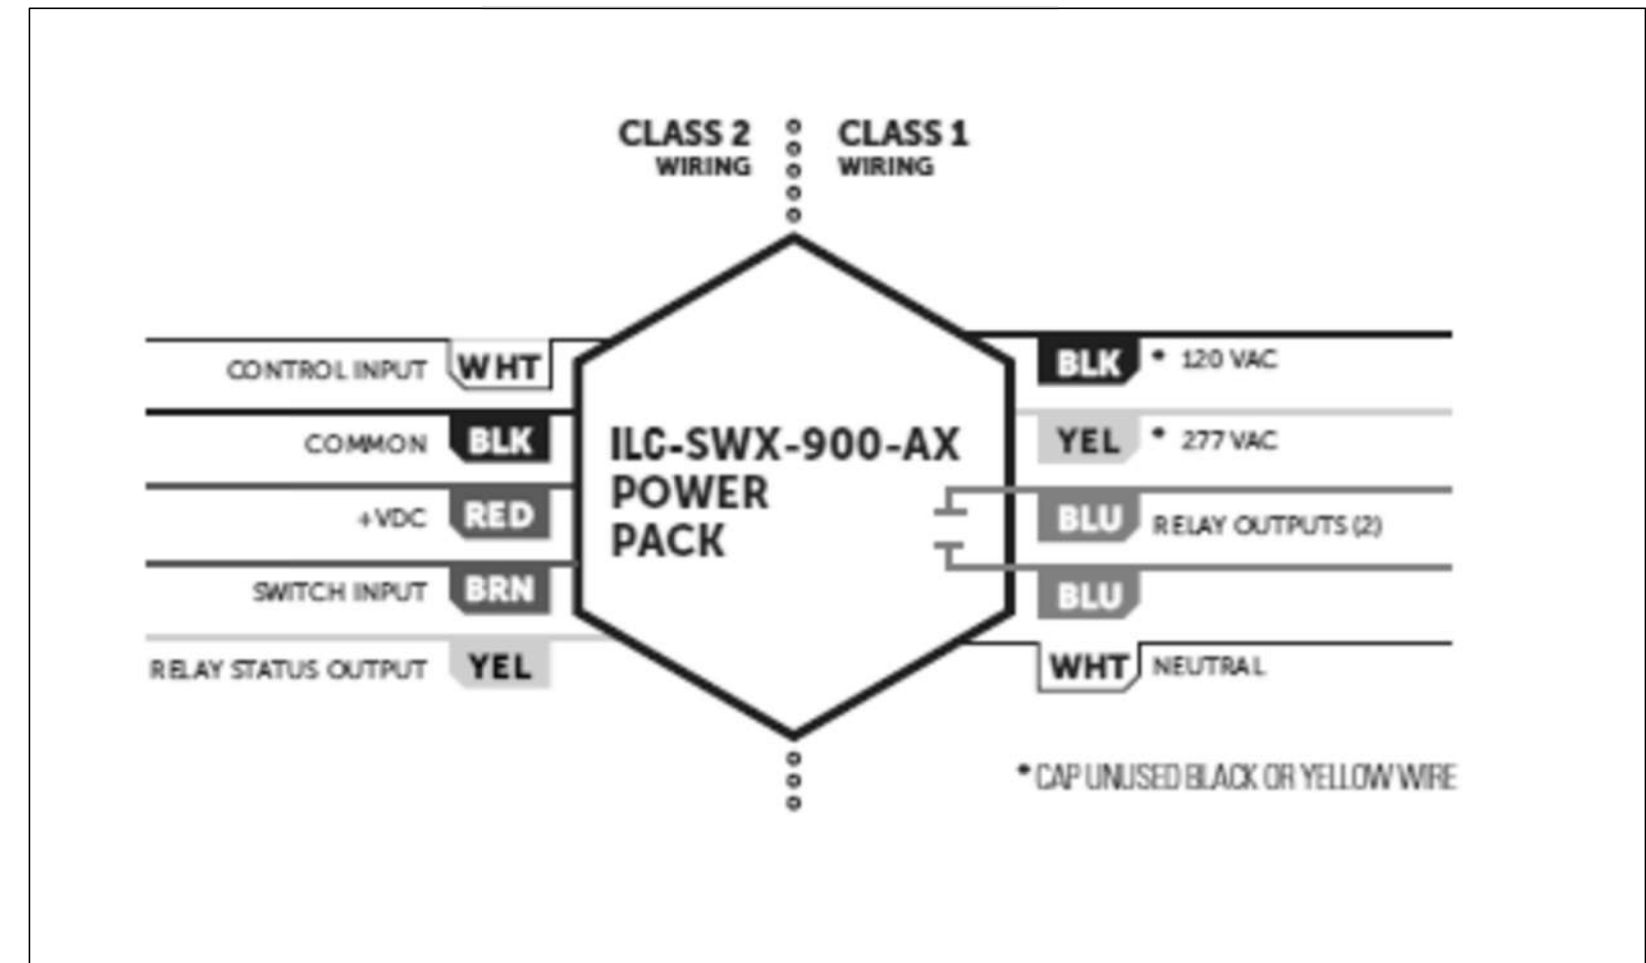 CLASS 2
WIRING
CLASS 1
WIRING
CONTROL INPUT WHT
COMMON BLK
+VDC RED
SWITCH INPUT BRN
RELAY STATUS OUTPUT YEL
ILC-SWX-900-AX
POWER
PACK
BLK * 120 VAC
YEL * 277 VAC
BLU RELAY OUTPUTS (2)
BLU
WHT NEUTRAL
* CAP UNUSED BLACK OR YELLOW WIRE